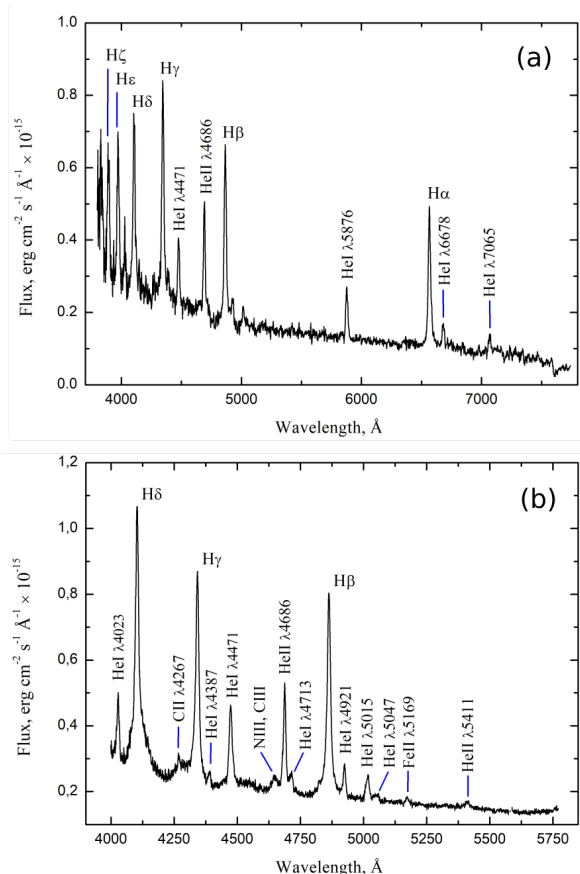 (a)
Flux, erg cm⁻² s⁻¹ Å⁻¹ × 10⁻¹⁵
1.0
0.8
0.6
0.4
0.2
0.0
Hζ
Hε
Hδ
Hγ
HeI λ4471
HeII λ4686
Hβ
HeI λ5876
Hα
HeI λ6678
HeI λ7065
4000 5000 6000 7000
Wavelength, Å
(b)
Flux, erg cm⁻² s⁻¹ Å⁻¹ × 10⁻¹⁵
1,2
1,0
0,8
0,6
0,4
0,2
HeI λ4023
Hδ
CII λ4267
Hγ
HeI λ4387
HeI λ4471
NIII, CIII
HeII λ4686
HeI λ4713
Hβ
HeI λ4921
HeI λ5015
HeI λ5047
FeII λ5169
HeII λ5411
4000 4250 4500 4750 5000 5250 5500 5750
Wavelength, Å